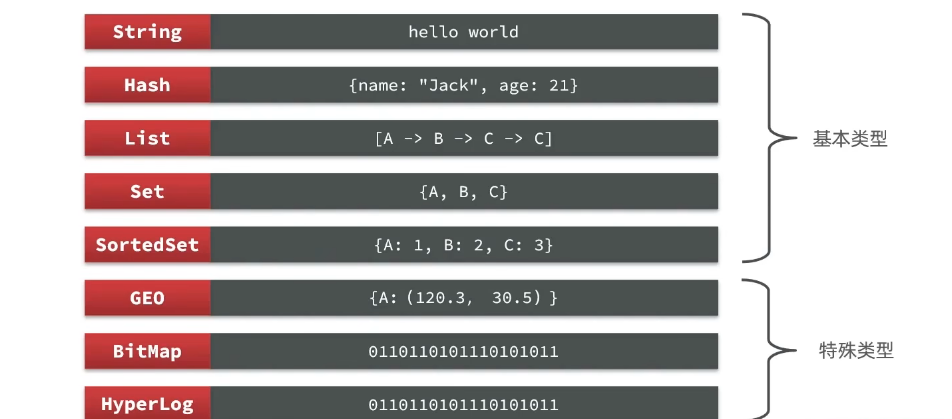 String hello world
Hash {name: "Jack", age: 21}
List [A -> B -> C -> C]
基本类型
Set {A, B, C}
SortedSet {A: 1, B: 2, C: 3}
GEO {A: (120.3, 30.5) }
BitMap 0110110101110101011
特殊类型
HyperLog 0110110101110101011